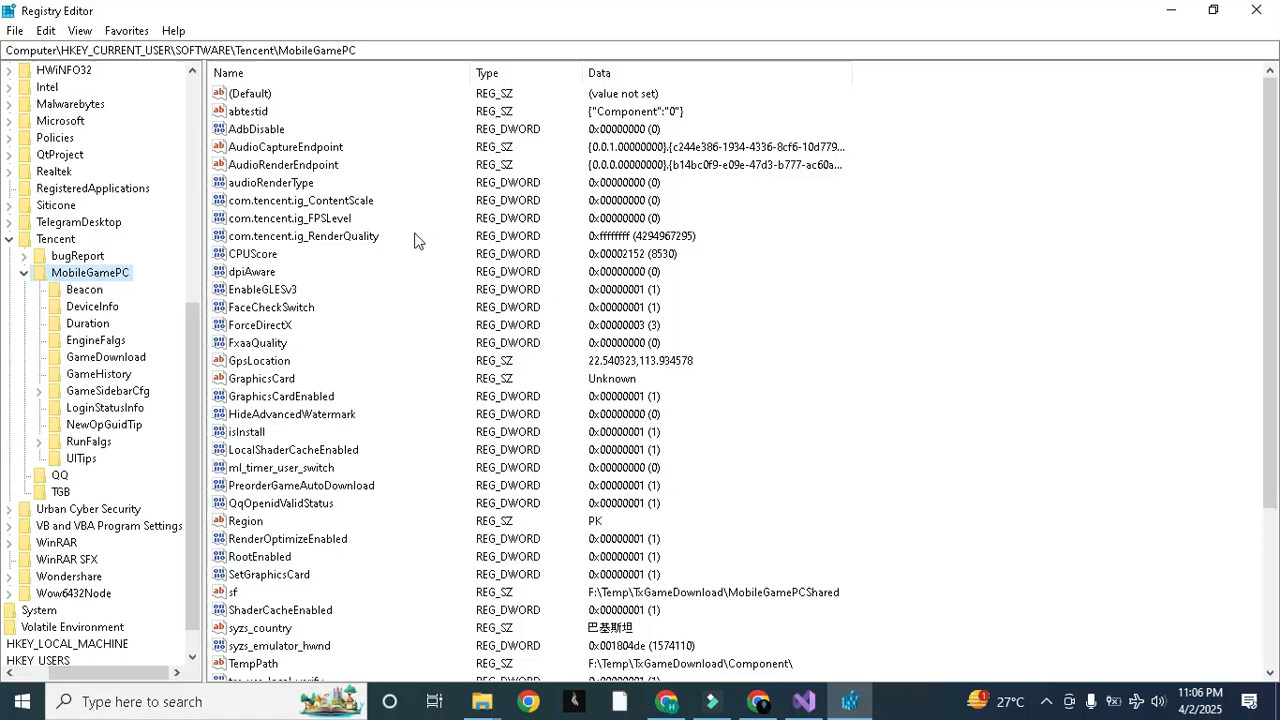 Registry Editor
File Edit View Favorites Help
Computer\HKEY_CURRENT_USER\SOFTWARE\Tencent\MobileGamePC
HWiNFO32
Intel
Malwarebytes
Microsoft
Policies
QtProject
Realtek
RegisteredApplications
Siticone
TelegramDesktop
Tencent
bugReport
MobileGamePC
Beacon
DeviceInfo
Duration
EngineFalgs
GameDownload
GameHistory
GameSidebarCfg
LoginStatusInfo
NewOpGuidTip
RunFalgs
UITips
QQ
TGB
Urban Cyber Security
VB and VBA Program Settings
WinRAR
WinRAR SFX
Wondershare
Wow6432Node
System
Volatile Environment
HKEY_LOCAL_MACHINE
HKEY_USERS
Name Type Data
(Default) REG_SZ (value not set)
abtestid REG_SZ {"Component":"0"}
AdbDisable REG_DWORD 0x00000000 (0)
AudioCaptureEndpoint REG_SZ {0.0.1.00000000}.{c244e386-1934-4336-8cf6-10d779...
AudioRenderEndpoint REG_SZ {0.0.0.00000000}.{b14bc0f9-e09e-47d3-b777-ac60a...
audioRenderType REG_DWORD 0x00000000 (0)
com.tencent.ig_ContentScale REG_DWORD 0x00000000 (0)
com.tencent.ig_FPSLevel REG_DWORD 0x00000000 (0)
com.tencent.ig_RenderQuality REG_DWORD 0xffffffff (4294967295)
CPUScore REG_DWORD 0x00002152 (8530)
dpiAware REG_DWORD 0x00000000 (0)
EnableGLESv3 REG_DWORD 0x00000001 (1)
FaceCheckSwitch REG_DWORD 0x00000001 (1)
ForceDirectX REG_DWORD 0x00000003 (3)
FxaaQuality REG_DWORD 0x00000000 (0)
GpsLocation REG_SZ 22.540323,113.934578
GraphicsCard REG_SZ Unknown
GraphicsCardEnabled REG_DWORD 0x00000001 (1)
HideAdvancedWatermark REG_DWORD 0x00000000 (0)
isInstall REG_DWORD 0x00000001 (1)
LocalShaderCacheEnabled REG_DWORD 0x00000001 (1)
ml_timer_user_switch REG_DWORD 0x00000000 (0)
PreorderGameAutoDownload REG_DWORD 0x00000001 (1)
QqOpenidValidStatus REG_DWORD 0x00000001 (1)
Region REG_SZ PK
RenderOptimizeEnabled REG_DWORD 0x00000001 (1)
RootEnabled REG_DWORD 0x00000001 (1)
SetGraphicsCard REG_DWORD 0x00000001 (1)
sf REG_SZ F:\Temp\TxGameDownload\MobileGamePCShared
ShaderCacheEnabled REG_DWORD 0x00000001 (1)
syzs_country REG_SZ 巴基斯坦
syzs_emulator_hwnd REG_DWORD 0x001804de (1574110)
TempPath REG_SZ F:\Temp\TxGameDownload\Component\
Type here to search
1
27°C
11:06 PM
4/2/2025